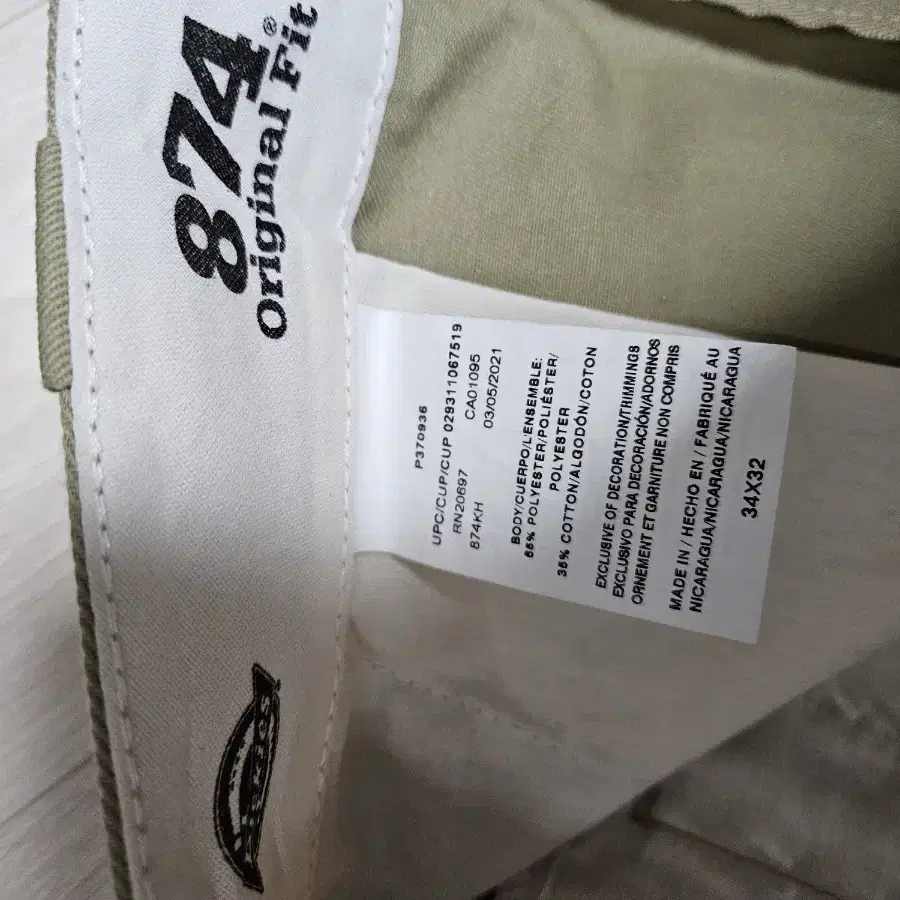 874®
Original Fit
Dickies
P370936
UPC/CUP/CUP 029311067519
RN20697 CA01095
874KH 03/05/2021
BODY/CUERPO/L'ENSEMBLE:
65% POLYESTER/POLIÉSTER/
POLYESTER
35% COTTON/ALGODÓN/COTON
EXCLUSIVE OF DECORATION/TRIMMINGS
EXCLUSIVO PARA DECORACIÓN/ADORNOS
ORNEMENT ET GARNITURE NON COMPRIS
MADE IN / HECHO EN / FABRIQUÉ AU
NICARAGUA/NICARAGUA/NICARAGUA
34X32